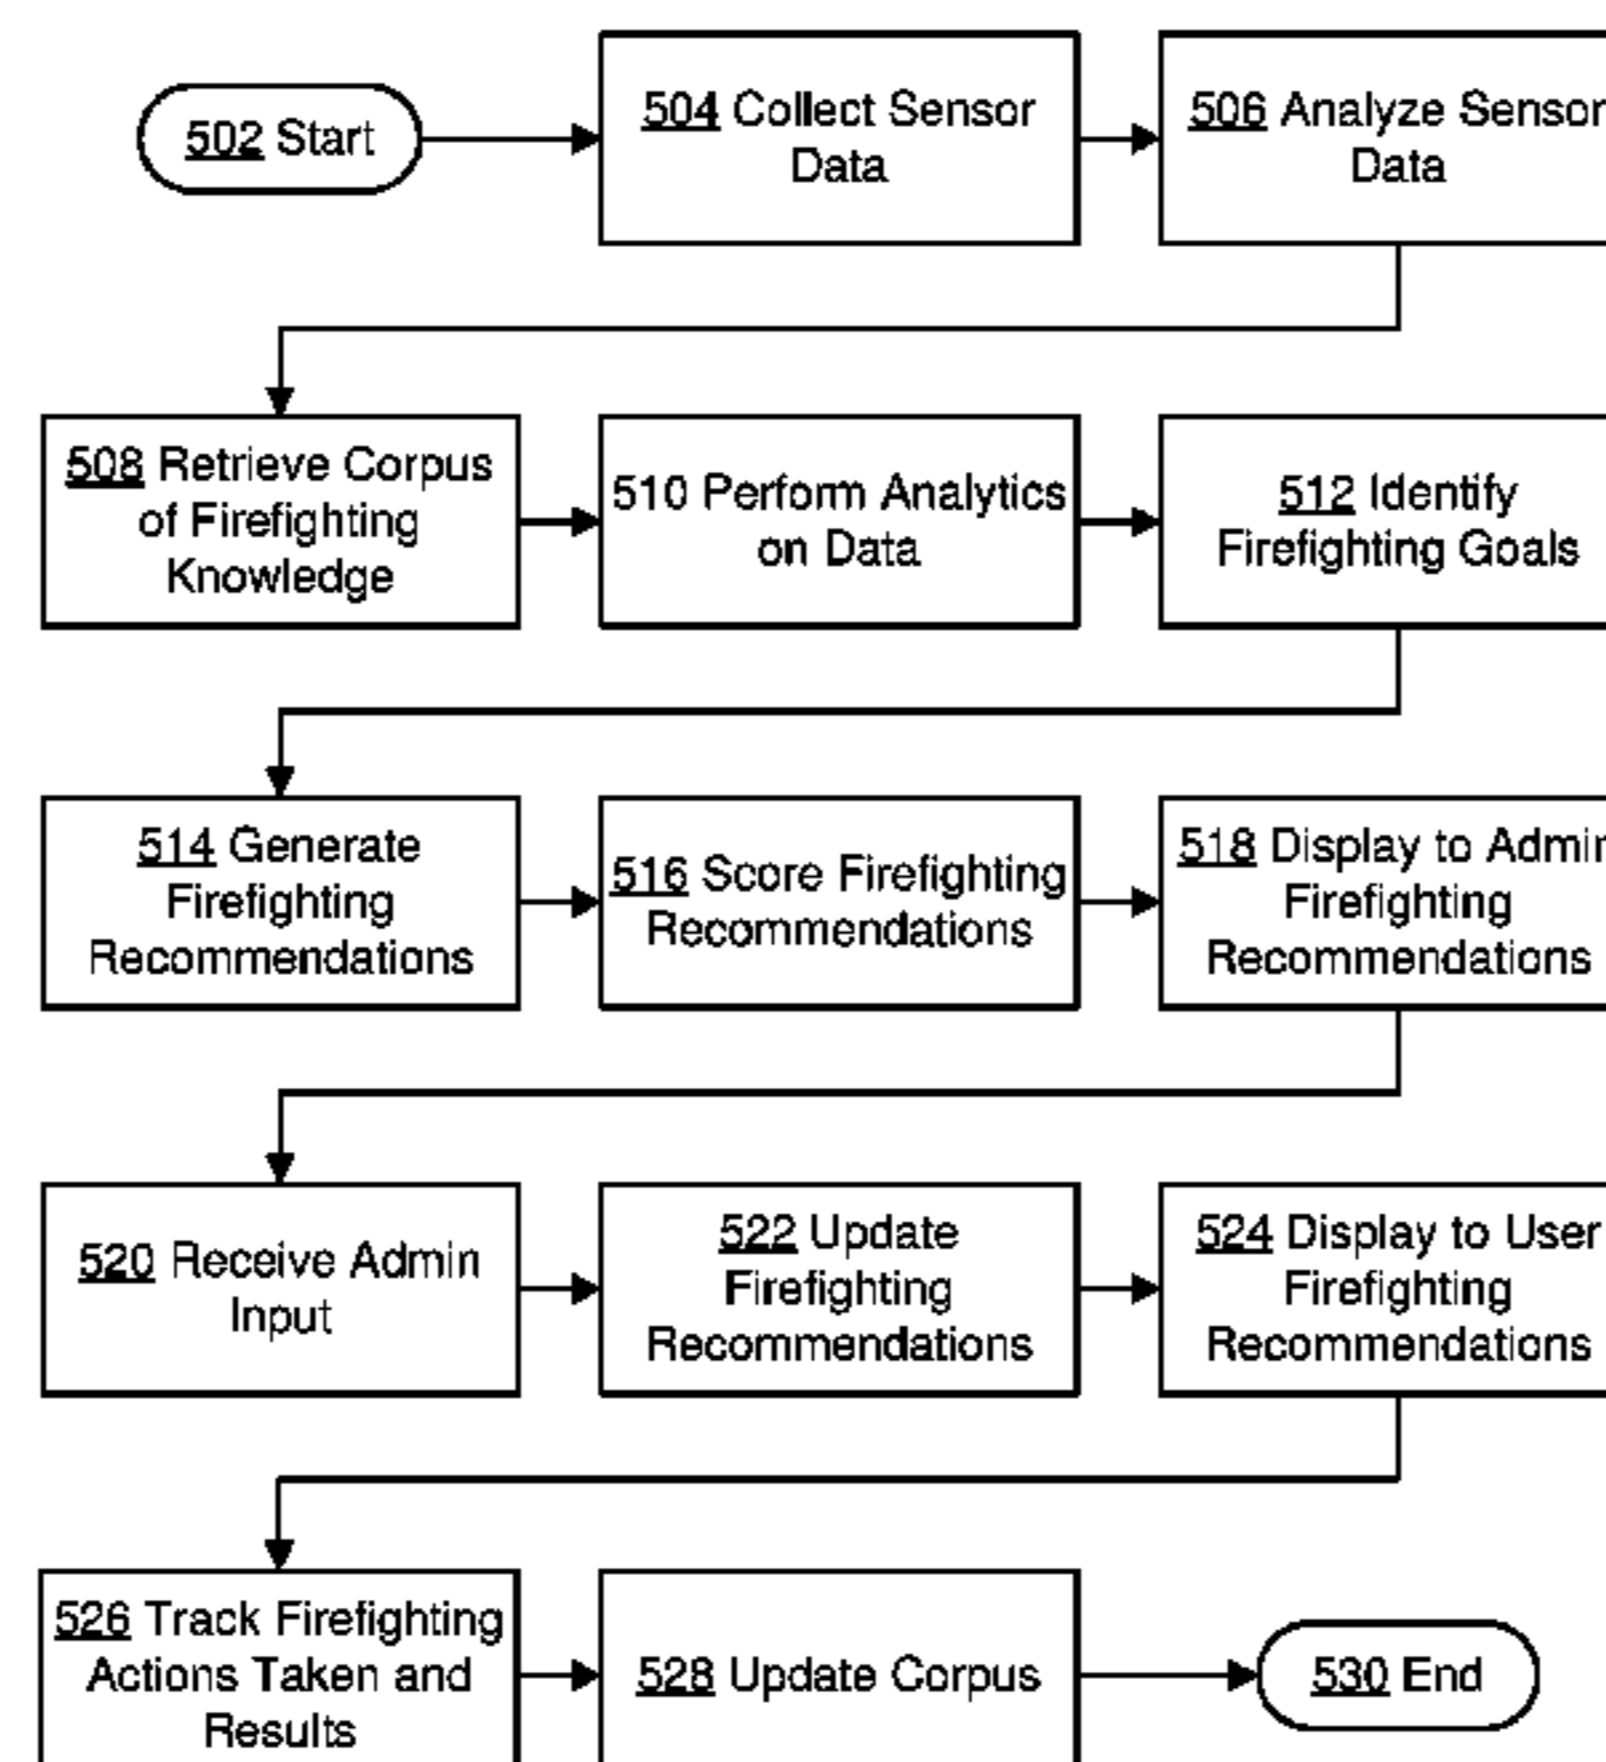 502 Start
504 Collect Sensor
Data
506 Analyze Sensor
Data
508 Retrieve Corpus
of Firefighting
Knowledge
510 Perform Analytics
on Data
512 Identify
Firefighting Goals
514 Generate
Firefighting
Recommendations
516 Score Firefighting
Recommendations
518 Display to Admin
Firefighting
Recommendations
520 Receive Admin
Input
522 Update
Firefighting
Recommendations
524 Display to User
Firefighting
Recommendations
526 Track Firefighting
Actions Taken and
Results
528 Update Corpus
530 End